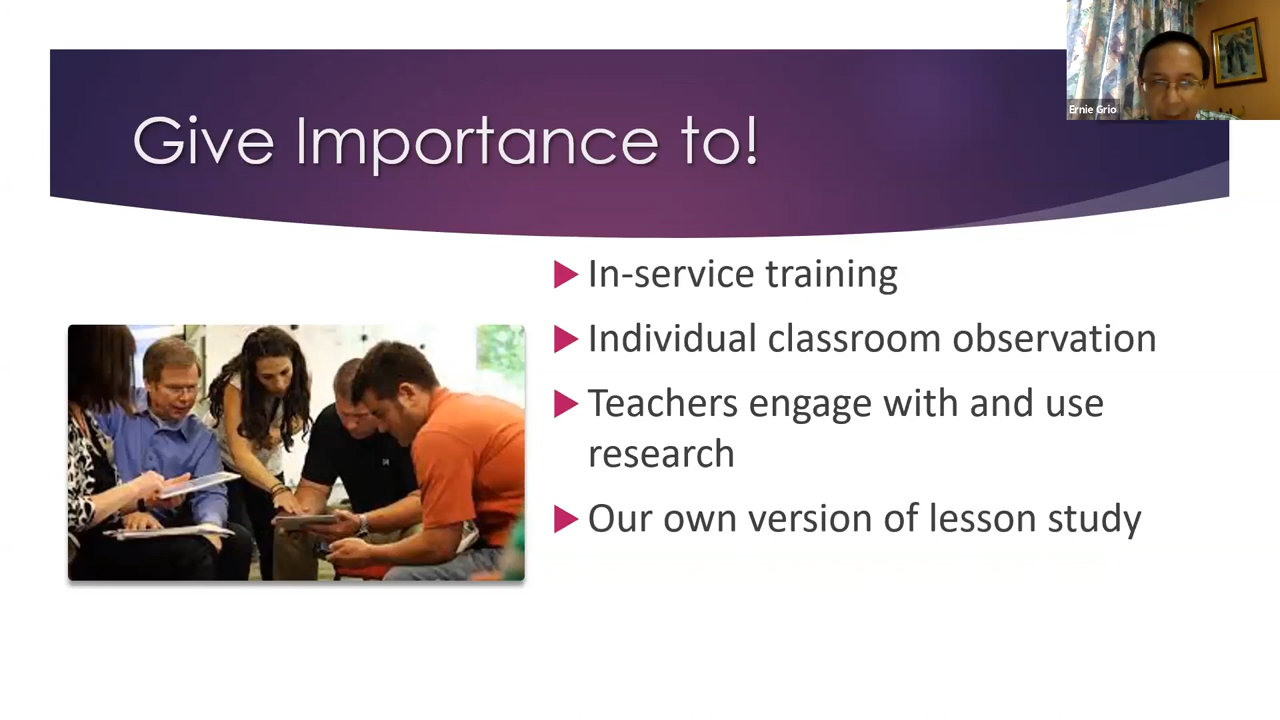 Ernie Grio
Give Importance to!
In-service training
Individual classroom observation
Teachers engage with and use
research
Our own version of lesson study